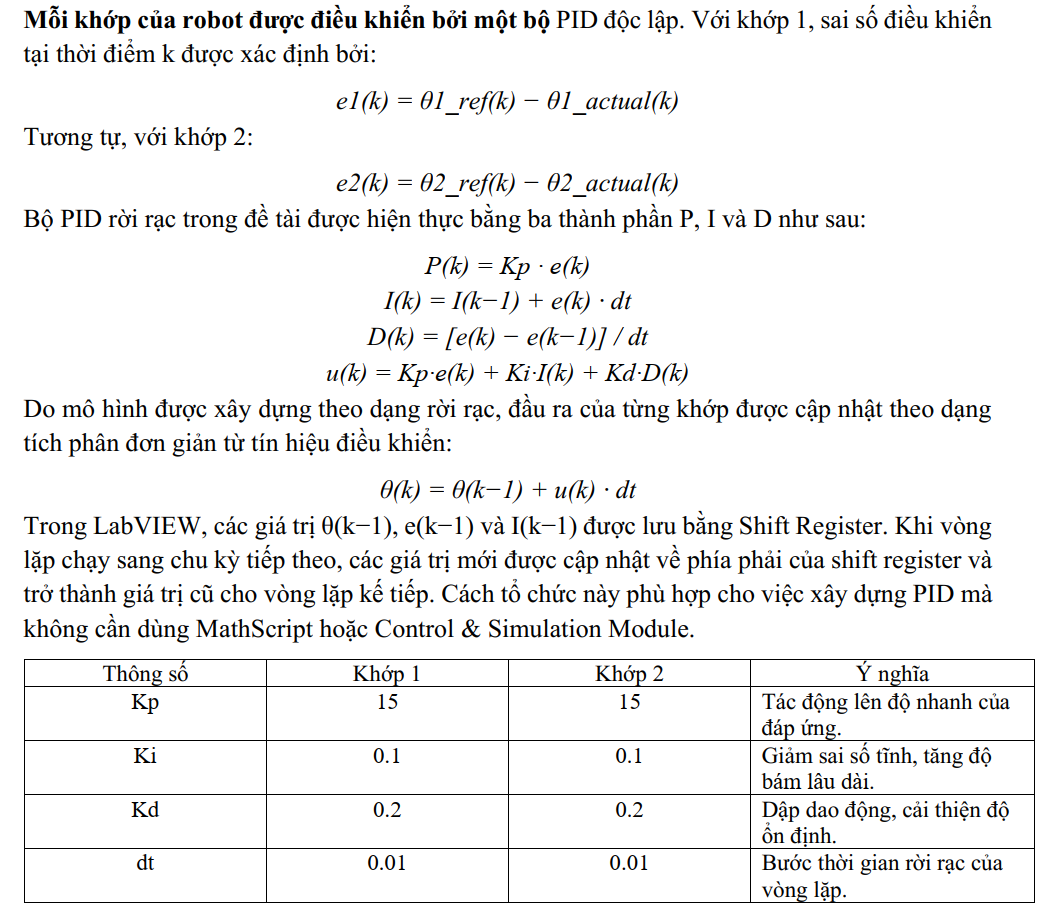 Mỗi khớp của robot được điều khiển bởi một bộ PID độc lập. Với khớp 1, sai số điều khiển
tại thời điểm k được xác định bởi:
e1(k) = θ1_ref(k) − θ1_actual(k)
Tương tự, với khớp 2:
e2(k) = θ2_ref(k) − θ2_actual(k)
Bộ PID rời rạc trong đề tài được hiện thực bằng ba thành phần P, I và D như sau:
P(k) = Kp · e(k)
I(k) = I(k−1) + e(k) · dt
D(k) = [e(k) − e(k−1)] / dt
u(k) = Kp·e(k) + Ki·I(k) + Kd·D(k)
Do mô hình được xây dựng theo dạng rời rạc, đầu ra của từng khớp được cập nhật theo dạng
tích phân đơn giản từ tín hiệu điều khiển:
θ(k) = θ(k−1) + u(k) · dt
Trong LabVIEW, các giá trị θ(k−1), e(k−1) và I(k−1) được lưu bằng Shift Register. Khi vòng
lặp chạy sang chu kỳ tiếp theo, các giá trị mới được cập nhật về phía phải của shift register và
trở thành giá trị cũ cho vòng lặp kế tiếp. Cách tổ chức này phù hợp cho việc xây dựng PID mà
không cần dùng MathScript hoặc Control & Simulation Module.
Thông số Khớp 1 Khớp 2 Ý nghĩa
Kp 15 15 Tác động lên độ nhanh của
đáp ứng.
Ki 0.1 0.1 Giảm sai số tĩnh, tăng độ
bám lâu dài.
Kd 0.2 0.2 Dập dao động, cải thiện độ
ổn định.
dt 0.01 0.01 Bước thời gian rời rạc của
vòng lặp.